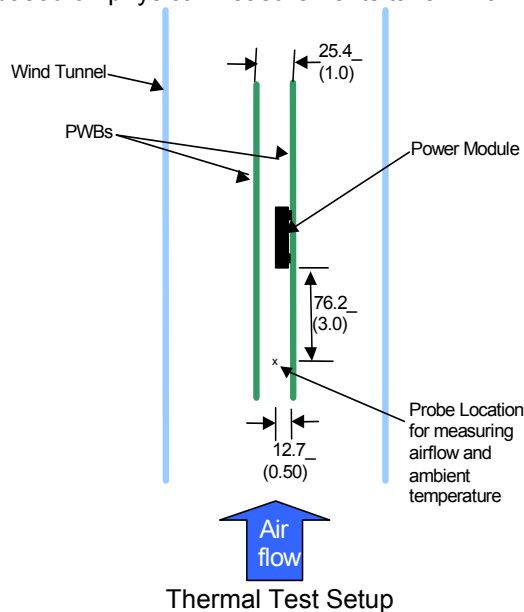 25.4_
(1.0)
Wind Tunnel
PWBs
Power Module
76.2_
(3.0)
x
Probe Location
for measuring
airflow and
ambient
temperature
12.7_
(0.50)
Air
flow
Thermal Test Setup